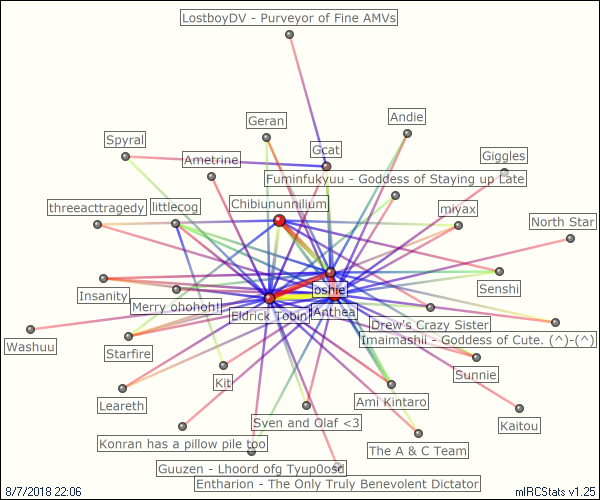 LostboyDV - Purveyor of Fine AMVs
Geran
Andie
Spyral
Gcat
Ametrine
Giggles
Fuminfukyuu - Goddess of Staying up Late
Chibiununnilium
threeacttragedy
littlecog
miyax
North Star
Senshi
Insanity
Merry ohohoh!
oshie
Eldrick Tobin
Anthea
Drew's Crazy Sister
Imaimashii - Goddess of Cute. (^)-(^)
Washuu
Starfire
Sunnie
Kit
Leareth
Ami Kintaro
Kaitou
Sven and Olaf <3
Konran has a pillow pile too
The A & C Team
Guuzen - Lhoord ofg Tyup0osd
Entharion - The Only Truly Benevolent Dictator
8/7/2018 22:06
mIRCStats v1.25